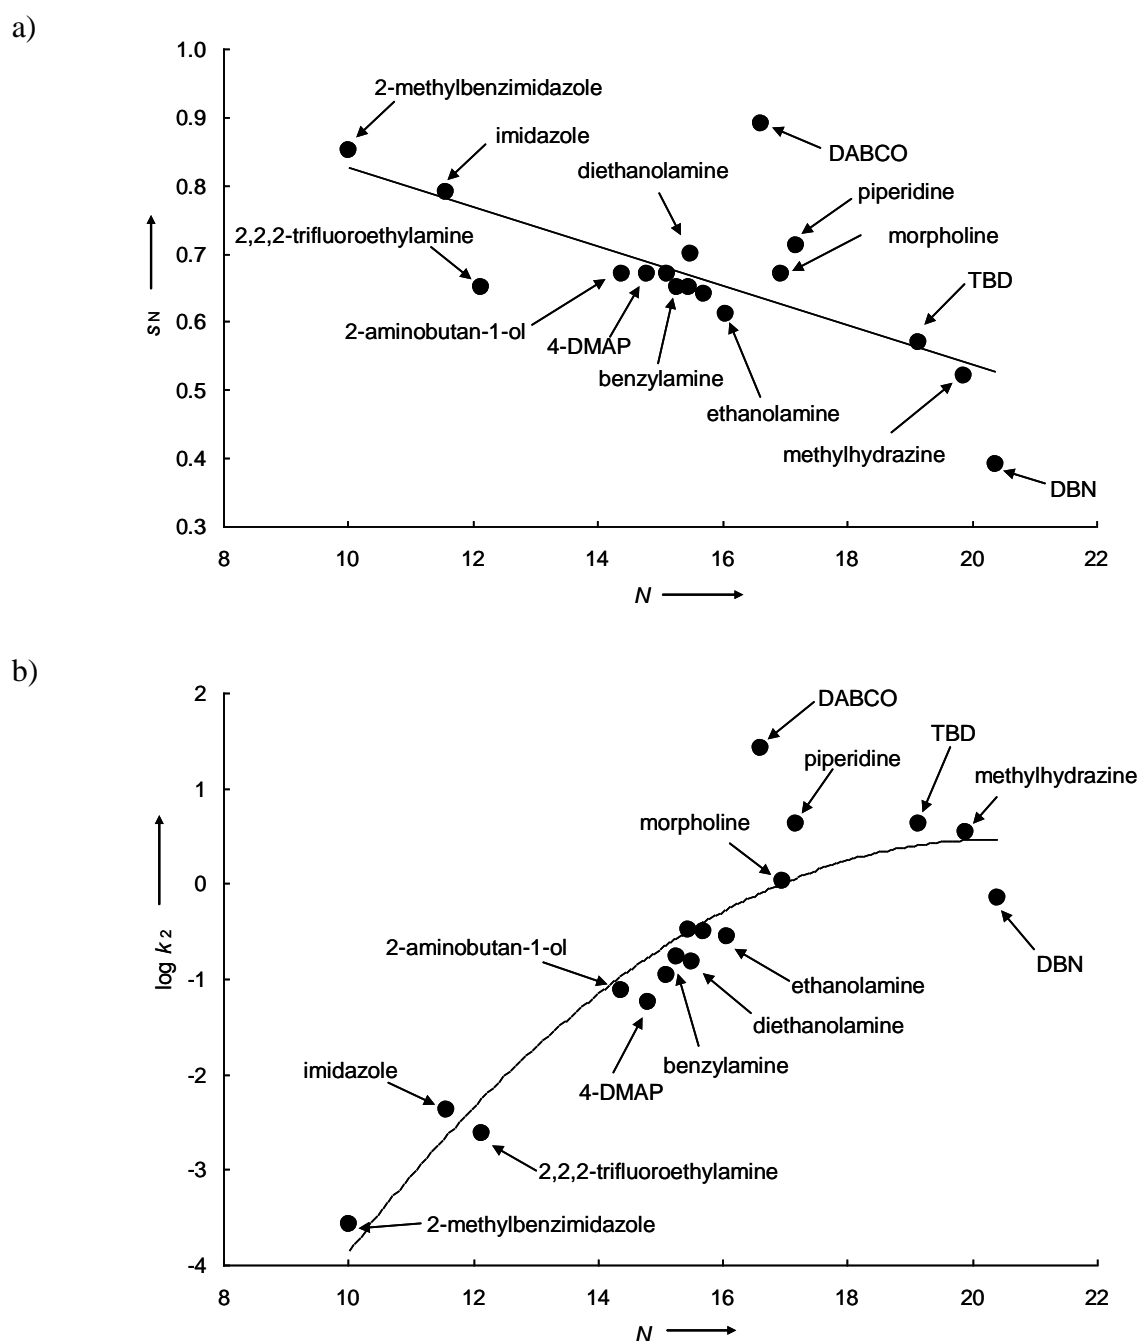 a)
1.0
2-methylbenzimidazole
0.9
imidazole
DABCO
diethanolamine
0.8
piperidine
2,2,2-trifluoroethylamine
morpholine
0.7
TBD
sN
2-aminobutan-1-ol
0.6
4-DMAP
benzylamine
0.5
ethanolamine
methylhydrazine
0.4
DBN
0.3
8 10 12 14 16 18 20 22
N
b)
2
DABCO
TBD
piperidine
methylhydrazine
1
morpholine
0
2-aminobutan-1-ol
DBN
log k2
-1
ethanolamine
diethanolamine
benzylamine
imidazole
-2
4-DMAP
2,2,2-trifluoroethylamine
-3
2-methylbenzimidazole
-4
8 10 12 14 16 18 20 22
N